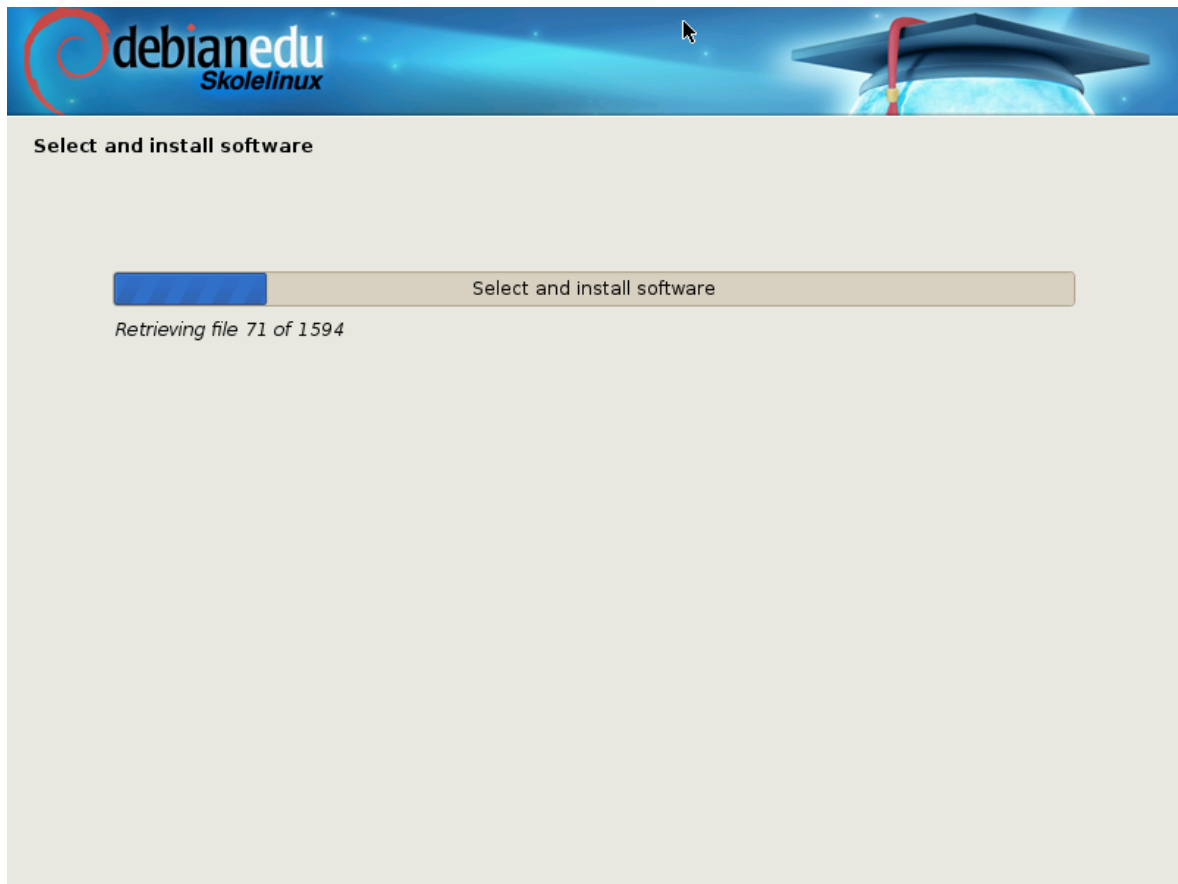 debianedu
Skolelinux
Select and install software
Select and install software
Retrieving file 71 of 1594